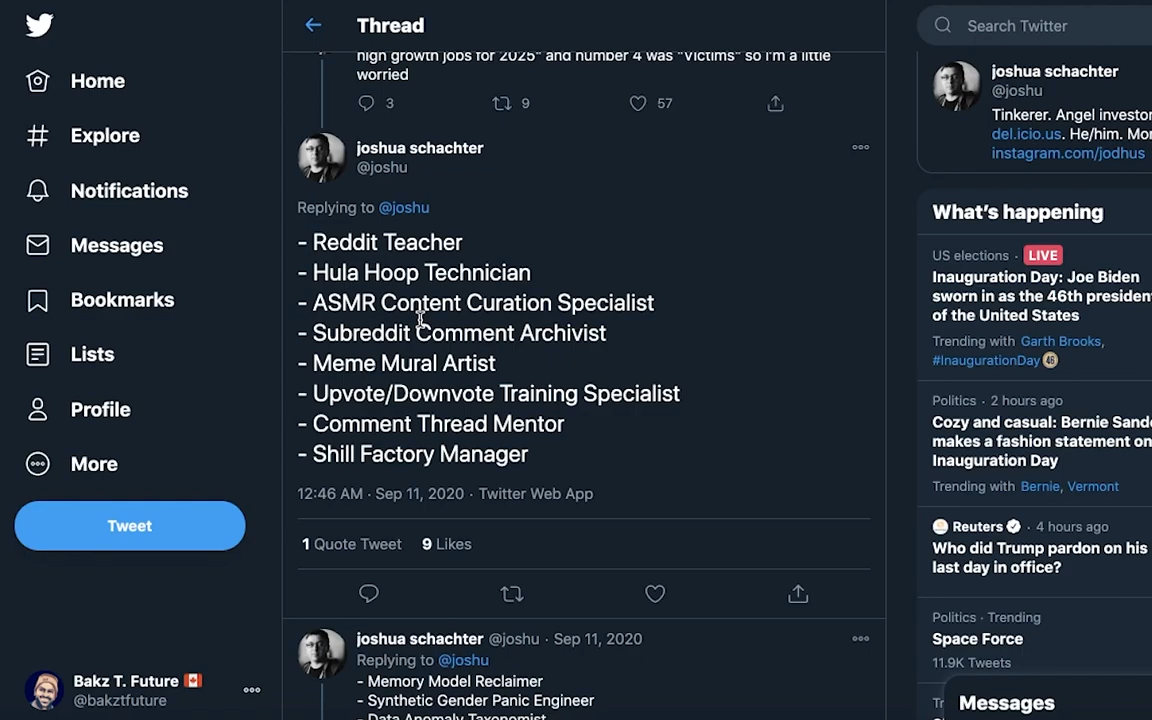 Thread
Search Twitter
Home
Explore
Notifications
Messages
Bookmarks
Lists
Profile
More
Tweet
Bakz T. Future
@bakztfuture
high growth jobs for 2025" and number 4 was "Victims" so I'm a little
worried
3
9
57
joshua schachter
@joshu
Replying to @joshu
- Reddit Teacher
- Hula Hoop Technician
- ASMR Content Curation Specialist
- Subreddit Comment Archivist
- Meme Mural Artist
- Upvote/Downvote Training Specialist
- Comment Thread Mentor
- Shill Factory Manager
12:46 AM · Sep 11, 2020 · Twitter Web App
1 Quote Tweet 9 Likes
joshua schachter @joshu · Sep 11, 2020
Replying to @joshu
- Memory Model Reclaimer
- Synthetic Gender Panic Engineer
- Data Anomaly Taxonomist
joshua schachter
@joshu
Tinkerer. Angel investor
del.icio.us. He/him. Mo
instagram.com/jodhus
What's happening
US elections · LIVE
Inauguration Day: Joe Biden
sworn in as the 46th president
of the United States
Trending with Garth Brooks,
#InaugurationDay 46
Politics · 2 hours ago
Cozy and casual: Bernie Sande
makes a fashion statement on
Inauguration Day
Trending with Bernie, Vermont
Reuters · 4 hours ago
Who did Trump pardon on his
last day in office?
Politics · Trending
Space Force
11.9K Tweets
Messages